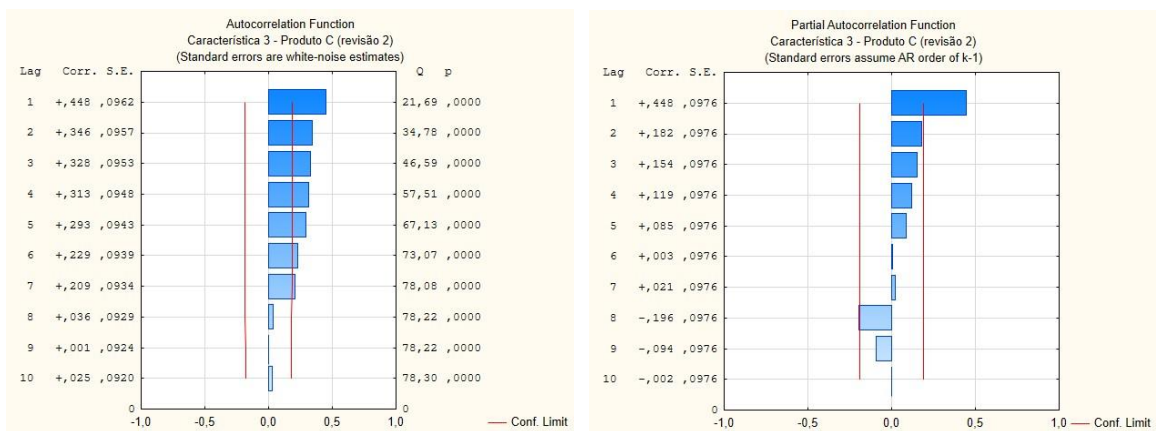 Autocorrelation Function
Característica 3 - Produto C (revisão 2)
(Standard errors are white-noise estimates)
Lag Corr. S.E. Q p
1 +,448 ,0962 21,69 ,0000
2 +,346 ,0957 34,78 ,0000
3 +,328 ,0953 46,59 ,0000
4 +,313 ,0948 57,51 ,0000
5 +,293 ,0943 67,13 ,0000
6 +,229 ,0939 73,07 ,0000
7 +,209 ,0934 78,08 ,0000
8 +,036 ,0929 78,22 ,0000
9 +,001 ,0924 78,22 ,0000
10 +,025 ,0920 78,30 ,0000
0 0
-1,0 -0,5 0,0 0,5 1,0
Conf. Limit
Partial Autocorrelation Function
Característica 3 - Produto C (revisão 2)
(Standard errors assume AR order of k-1)
Lag Corr. S.E.
1 +,448 ,0976
2 +,182 ,0976
3 +,154 ,0976
4 +,119 ,0976
5 +,085 ,0976
6 +,003 ,0976
7 +,021 ,0976
8 -,196 ,0976
9 -,094 ,0976
10 -,002 ,0976
0
-1,0 -0,5 0,0 0,5 1,0
Conf. Limit